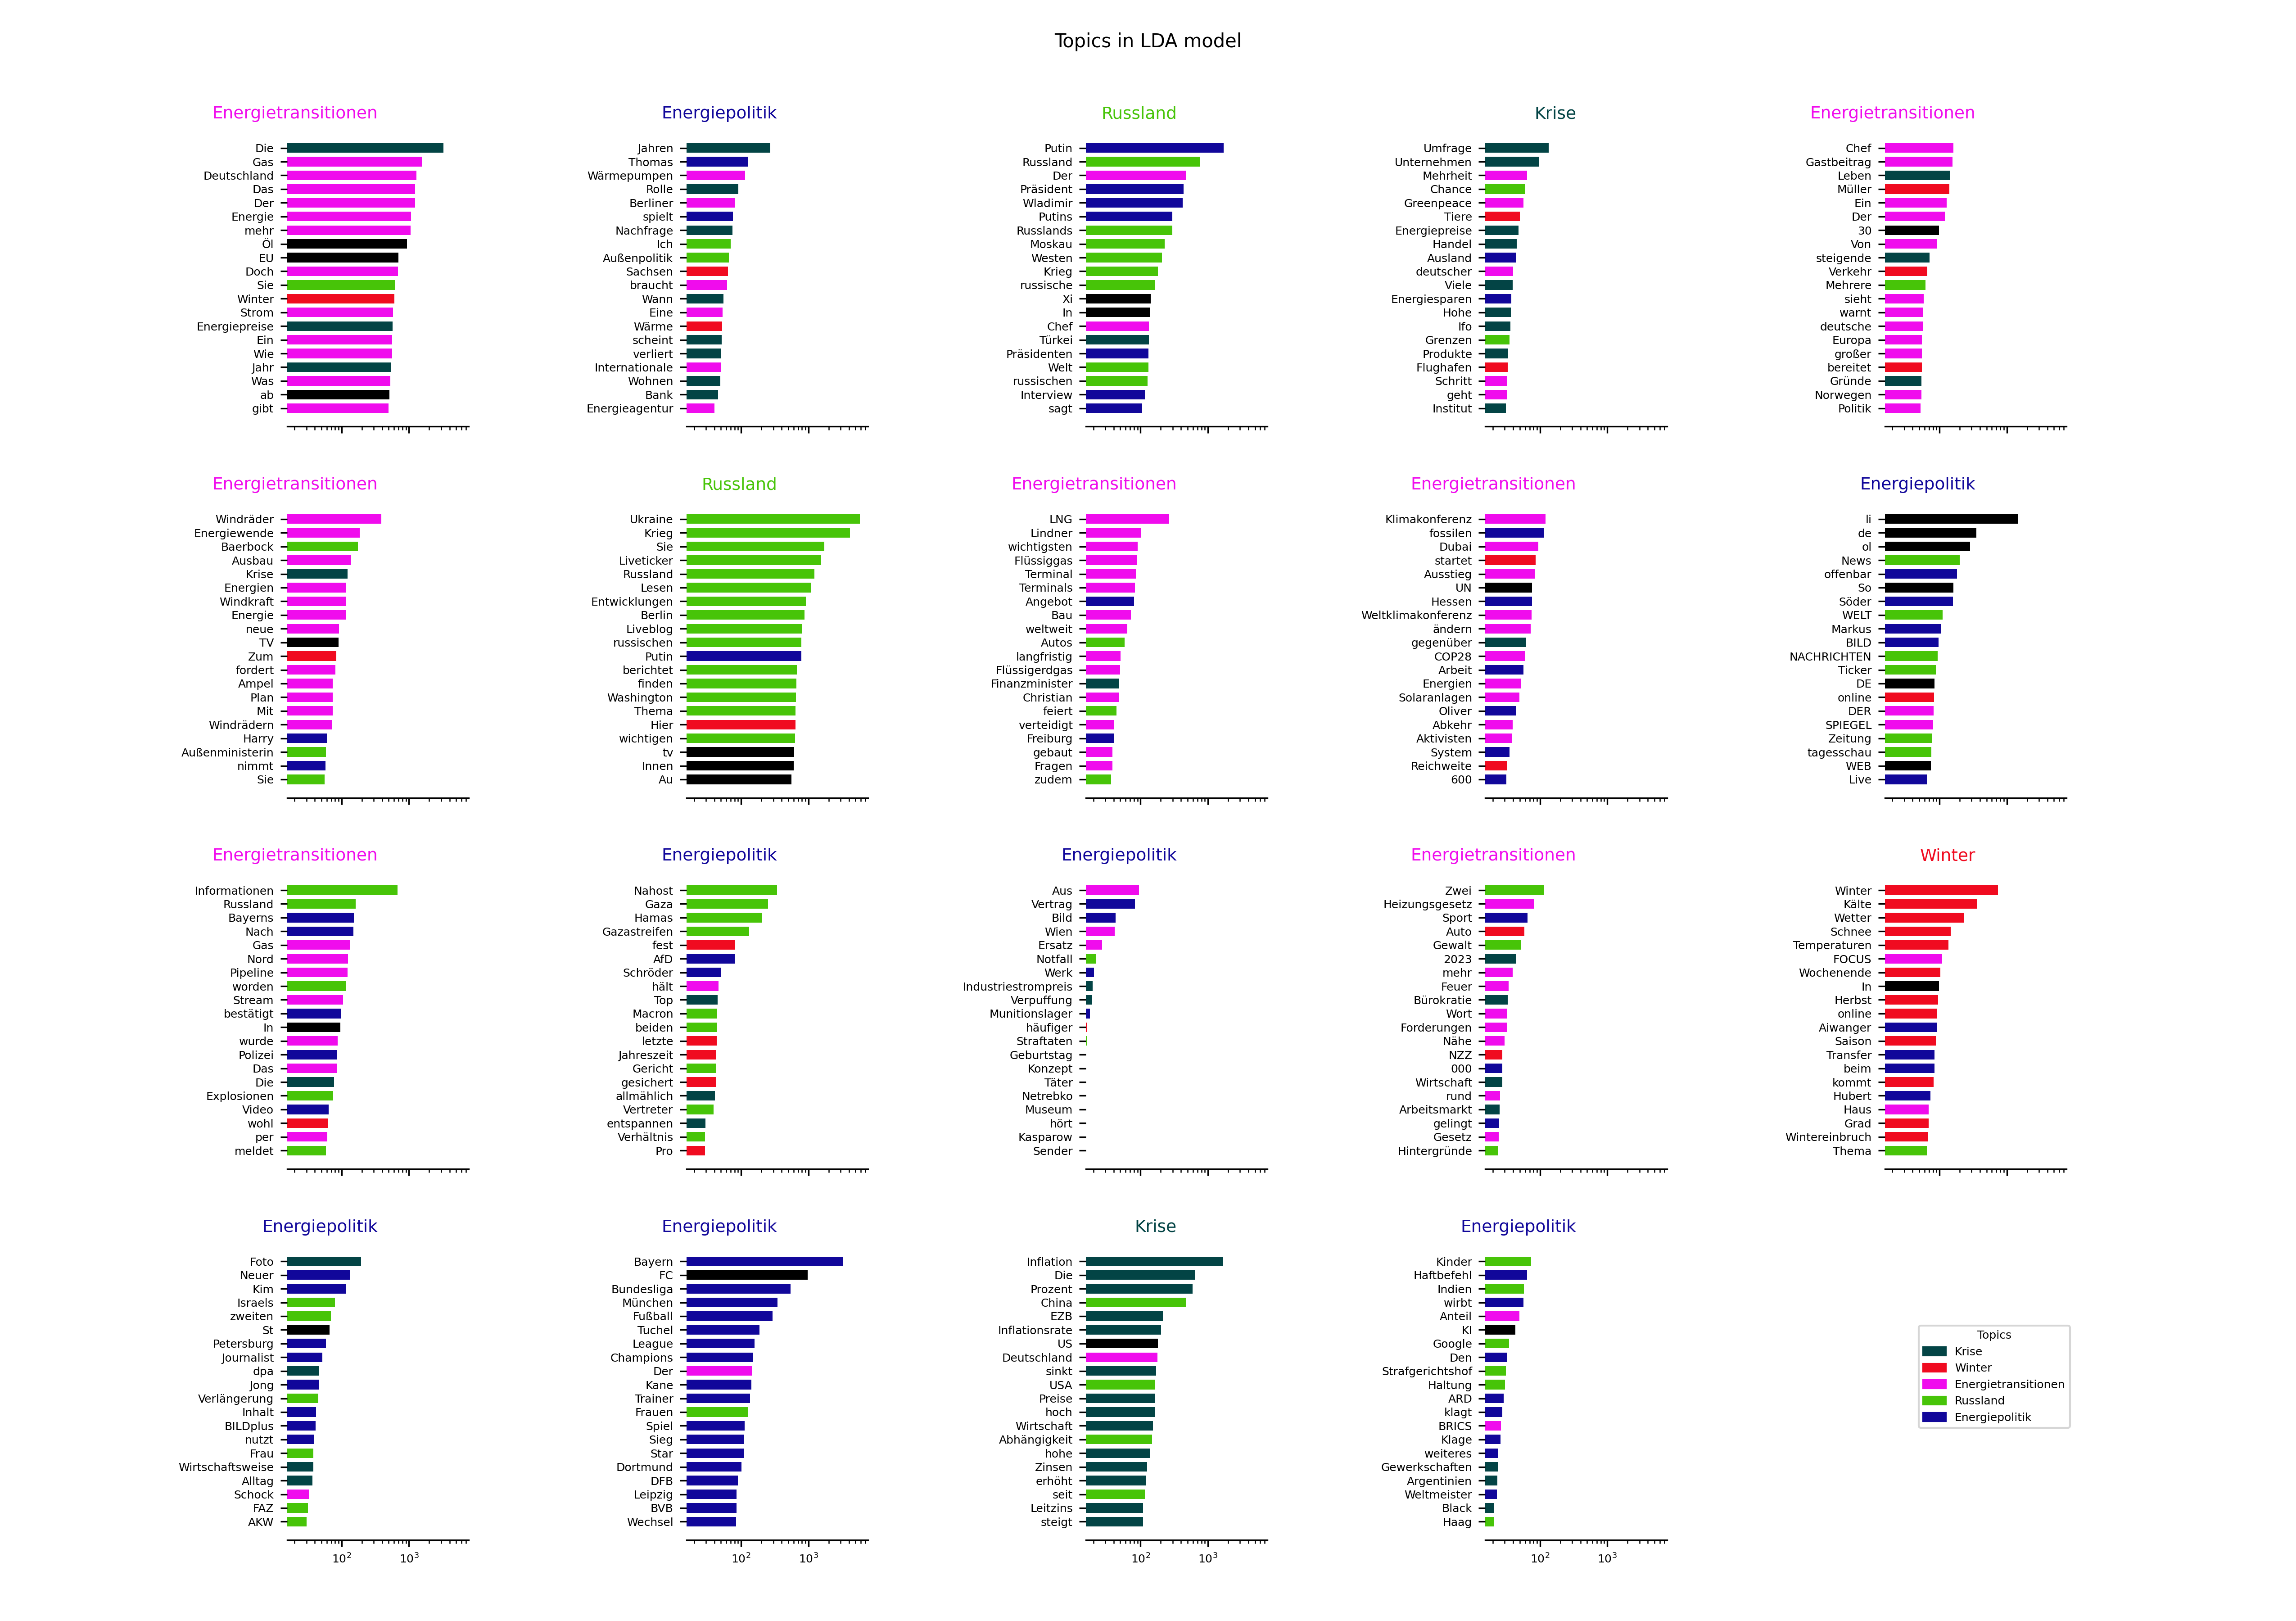 Topics in LDA model
Energietransitionen
Die
Gas
Deutschland
Das
Der
Energie
mehr
Öl
EU
Doch
Sie
Winter
Strom
Energiepreise
Ein
Wie
Jahr
Was
ab
gibt
Energiepolitik
Jahren
Thomas
Wärmepumpen
Rolle
Berliner
spielt
Nachfrage
Ich
Außenpolitik
Sachsen
braucht
Wann
Eine
Wärme
scheint
verliert
Internationale
Wohnen
Bank
Energieagentur
Russland
Putin
Russland
Der
Präsident
Wladimir
Putins
Russlands
Moskau
Westen
Krieg
russische
Xi
In
Chef
Türkei
Präsidenten
Welt
russischen
Interview
sagt
Krise
Umfrage
Unternehmen
Mehrheit
Chance
Greenpeace
Tiere
Energiepreise
Handel
Ausland
deutscher
Viele
Energiesparen
Hohe
Ifo
Grenzen
Produkte
Flughafen
Schritt
geht
Institut
Energietransitionen
Chef
Gastbeitrag
Leben
Müller
Ein
Der
30
Von
steigende
Verkehr
Mehrere
sieht
warnt
deutsche
Europa
großer
bereitet
Gründe
Norwegen
Politik
Energietransitionen
Windräder
Energiewende
Baerbock
Ausbau
Krise
Energien
Windkraft
Energie
neue
TV
Zum
fordert
Ampel
Plan
Mit
Windrädern
Harry
Außenministerin
nimmt
Sie
Russland
Ukraine
Krieg
Sie
Liveticker
Russland
Lesen
Entwicklungen
Berlin
Liveblog
russischen
Putin
berichtet
finden
Washington
Thema
Hier
wichtigen
tv
Innen
Au
Energietransitionen
LNG
Lindner
wichtigsten
Flüssiggas
Terminal
Terminals
Angebot
Bau
weltweit
Autos
langfristig
Flüssigerdgas
Finanzminister
Christian
feiert
verteidigt
Freiburg
gebaut
Fragen
zudem
Energietransitionen
Klimakonferenz
fossilen
Dubai
startet
Ausstieg
UN
Hessen
Weltklimakonferenz
ändern
gegenüber
COP28
Arbeit
Energien
Solaranlagen
Oliver
Abkehr
Aktivisten
System
Reichweite
600
Energiepolitik
li
de
ol
News
offenbar
So
Söder
WELT
Markus
BILD
NACHRICHTEN
Ticker
DE
online
DER
SPIEGEL
Zeitung
tagesschau
WEB
Live
Energietransitionen
Informationen
Russland
Bayerns
Nach
Gas
Nord
Pipeline
worden
Stream
bestätigt
In
wurde
Polizei
Das
Die
Explosionen
Video
wohl
per
meldet
Energiepolitik
Nahost
Gaza
Hamas
Gazastreifen
fest
AfD
Schröder
hält
Top
Macron
beiden
letzte
Jahreszeit
Gericht
gesichert
allmählich
Vertreter
entspannen
Verhältnis
Pro
Energiepolitik
Aus
Vertrag
Bild
Wien
Ersatz
Notfall
Werk
Industriestrompreis
Verpuffung
Munitionslager
häufiger
Straftaten
Geburtstag
Konzept
Täter
Netrebko
Museum
hört
Kasparow
Sender
Energietransitionen
Zwei
Heizungsgesetz
Sport
Auto
Gewalt
2023
mehr
Feuer
Bürokratie
Wort
Forderungen
Nähe
NZZ
000
Wirtschaft
rund
Arbeitsmarkt
gelingt
Gesetz
Hintergründe
Winter
Winter
Kälte
Wetter
Schnee
Temperaturen
FOCUS
Wochenende
In
Herbst
online
Aiwanger
Saison
Transfer
beim
kommt
Hubert
Haus
Grad
Wintereinbruch
Thema
Energiepolitik
Foto
Neuer
Kim
Israels
zweiten
St
Petersburg
Journalist
dpa
Jong
Verlängerung
Inhalt
BILDplus
nutzt
Frau
Wirtschaftsweise
Alltag
Schock
FAZ
AKW
10² 10³
Energiepolitik
Bayern
FC
Bundesliga
München
Fußball
Tuchel
League
Champions
Der
Kane
Trainer
Frauen
Spiel
Sieg
Star
Dortmund
DFB
Leipzig
BVB
Wechsel
10² 10³
Krise
Inflation
Die
Prozent
China
EZB
Inflationsrate
US
Deutschland
sinkt
USA
Preise
hoch
Wirtschaft
Abhängigkeit
hohe
Zinsen
erhöht
seit
Leitzins
steigt
10² 10³
Energiepolitik
Kinder
Haftbefehl
Indien
wirbt
Anteil
KI
Google
Den
Strafgerichtshof
Haltung
ARD
klagt
BRICS
Klage
weiteres
Gewerkschaften
Argentinien
Weltmeister
Black
Haag
10² 10³
Topics
Krise
Winter
Energietransitionen
Russland
Energiepolitik